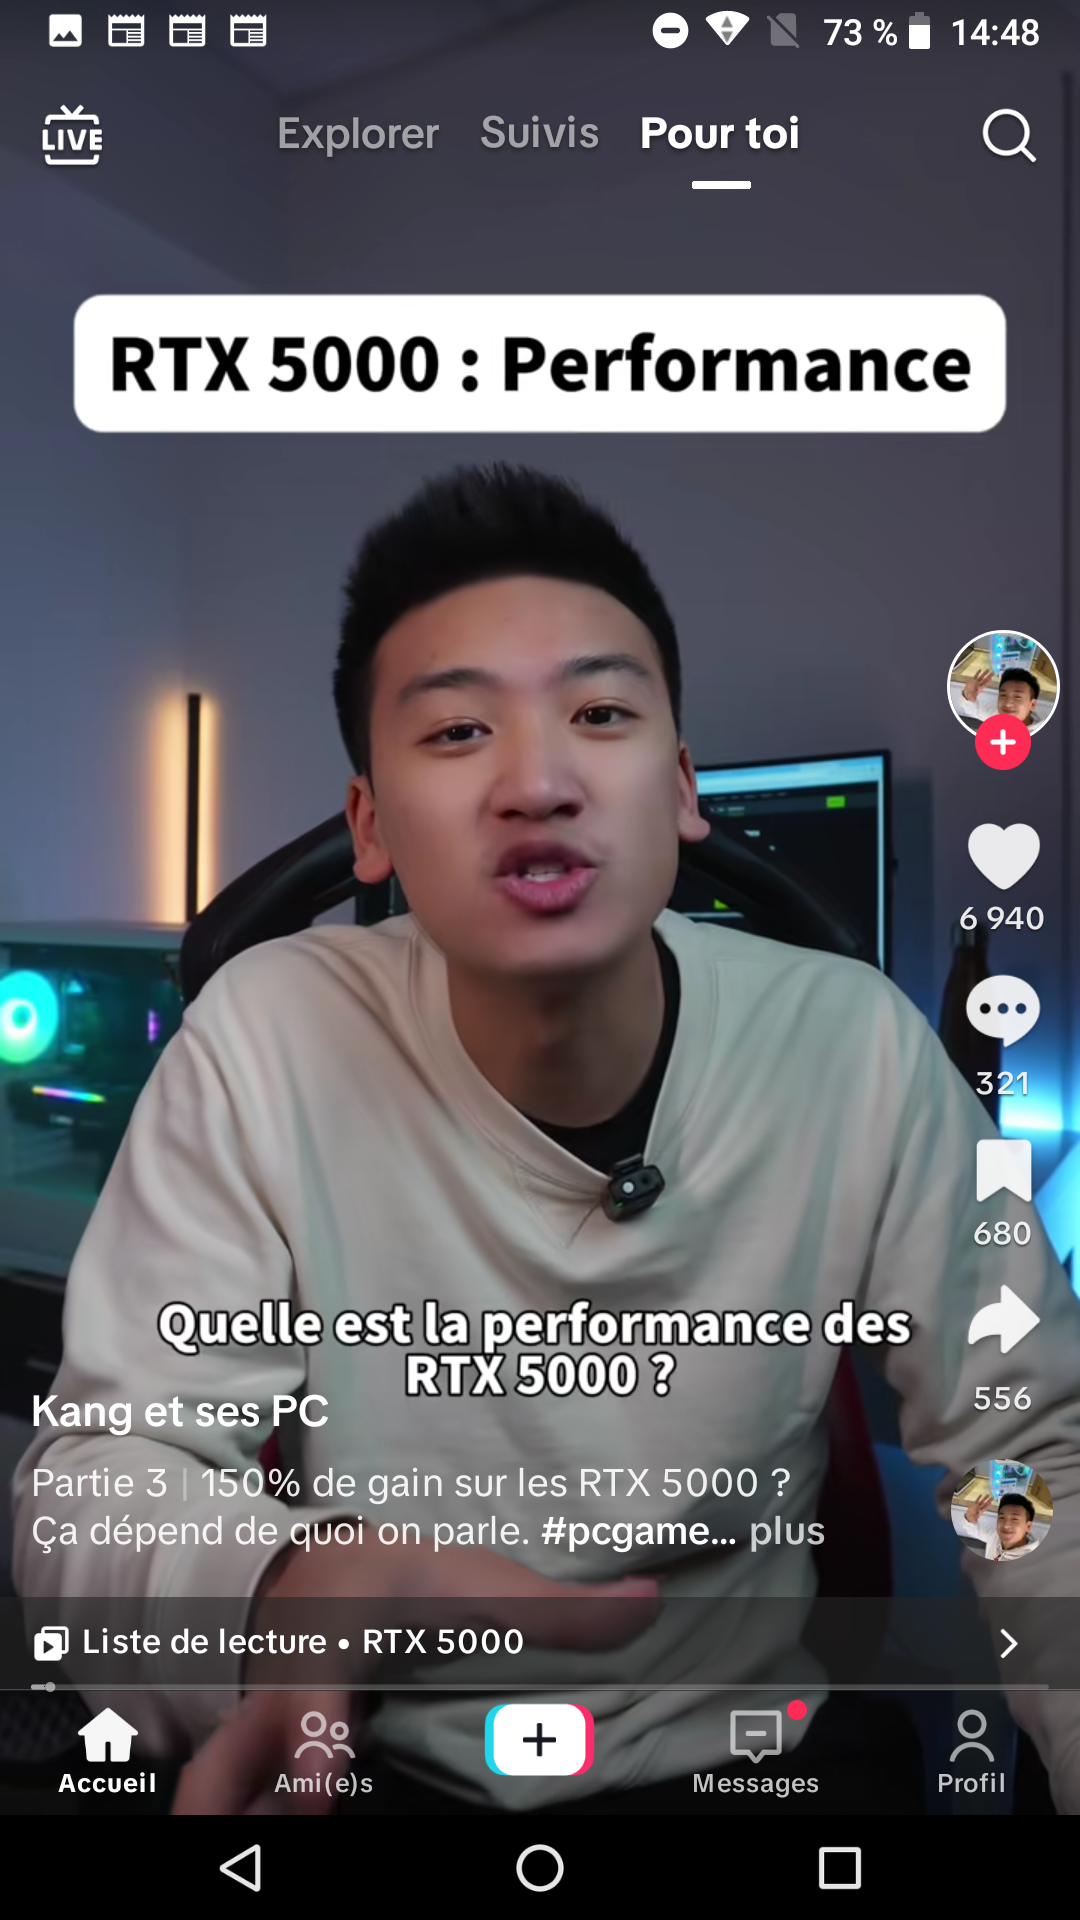 73 % 14:48
LIVE Explorer Suivis Pour toi
RTX 5000 : Performance
6 940
321
680
556
Quelle est la performance des
RTX 5000 ?
Kang et ses PC
Partie 3 | 150% de gain sur les RTX 5000 ?
Ça dépend de quoi on parle. #pcgame... plus
Liste de lecture • RTX 5000
Accueil Ami(e)s Messages Profil